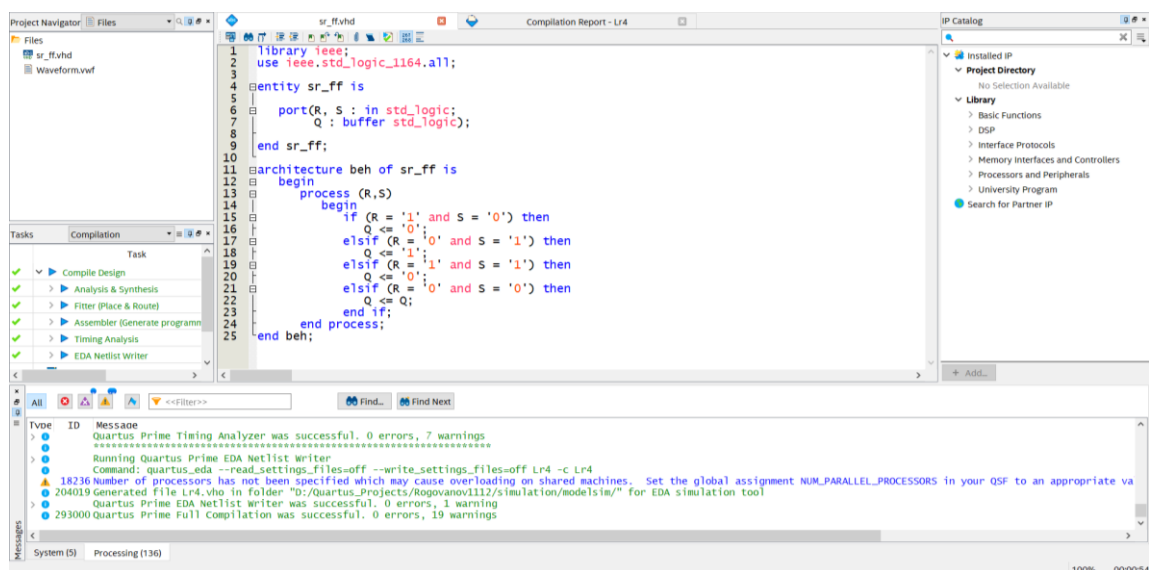 Project Navigator Files
Files
sr_ff.vhd
Waveform.vwf
Tasks Compilation
Task
Compile Design
Analysis & Synthesis
Fitter (Place & Route)
Assembler (Generate programm
Timing Analysis
EDA Netlist Writer
sr_ff.vhd
Compilation Report - Lr4
1 library ieee;
2 use ieee.std_logic_1164.all;
3
4 entity sr_ff is
5
6 port(R, S : in std_logic;
7 Q : buffer std_logic);
8
9 end sr_ff;
10
11 architecture beh of sr_ff is
12 begin
13 process (R,S)
14 begin
15 if (R = '1' and S = '0') then
16 Q <= '0';
17 elsif (R = '0' and S = '1') then
18 Q <= '1';
19 elsif (R = '1' and S = '1') then
20 Q <= '0';
21 elsif (R = '0' and S = '0') then
22 Q <= Q;
23 end if;
24 end process;
25 end beh;
IP Catalog
Installed IP
Project Directory
No Selection Available
Library
Basic Functions
DSP
Interface Protocols
Memory Interfaces and Controllers
Processors and Peripherals
University Program
Search for Partner IP
+ Add...
All <<Filter>> Find... Find Next
Type ID Message
Quartus Prime Timing Analyzer was successful. 0 errors, 7 warnings
*******************************************************************
Running Quartus Prime EDA Netlist Writer
Command: quartus_eda --read_settings_files=off --write_settings_files=off Lr4 -c Lr4
18236 Number of processors has not been specified which may cause overloading on shared machines. Set the global assignment NUM_PARALLEL_PROCESSORS in your QSF to an appropriate va
204019 Generated file Lr4.vho in folder "D:/Quartus_Projects/Rogovanov1112/simulation/modelsim/" for EDA simulation tool
Quartus Prime EDA Netlist Writer was successful. 0 errors, 1 warning
293000 Quartus Prime Full Compilation was successful. 0 errors, 19 warnings
Messages
System (5) Processing (136)
100% 00:00:54